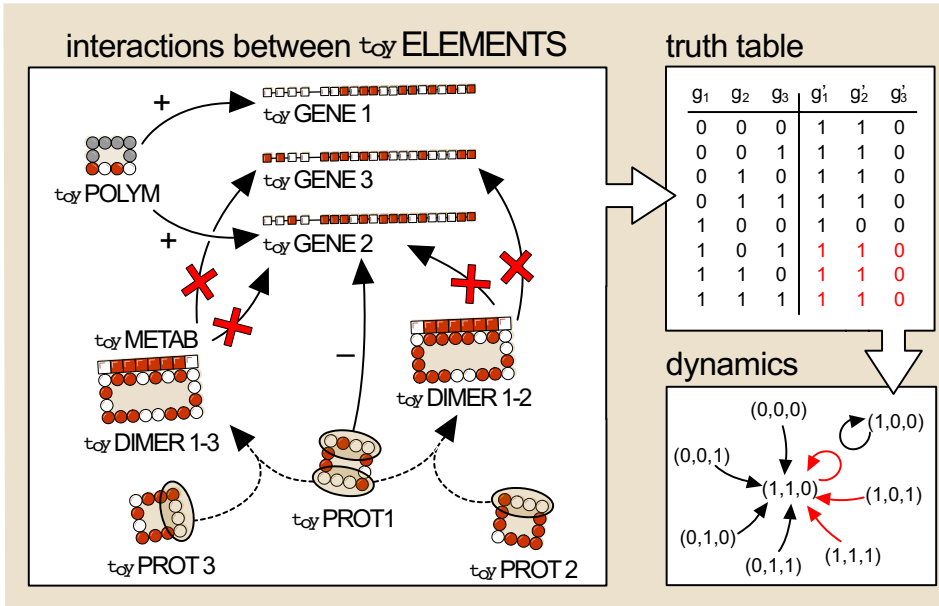 interactions between toy ELEMENTS
+
toy GENE 1
toy POLYM
toy GENE 3
+
toy GENE 2
toy METAB
–
toy DIMER 1-3
toy DIMER 1-2
toy PROT1
toy PROT 3
toy PROT 2
truth table
g1 g2 g3 g'1 g'2 g'3
0 0 0 1 1 0
0 0 1 1 1 0
0 1 0 1 1 0
0 1 1 1 1 0
1 0 0 1 0 0
1 0 1 1 1 0
1 1 0 1 1 0
1 1 1 1 1 0
dynamics
(0,0,0)
(1,0,0)
(0,0,1)
(1,1,0)
(1,0,1)
(0,1,0)
(0,1,1)
(1,1,1)